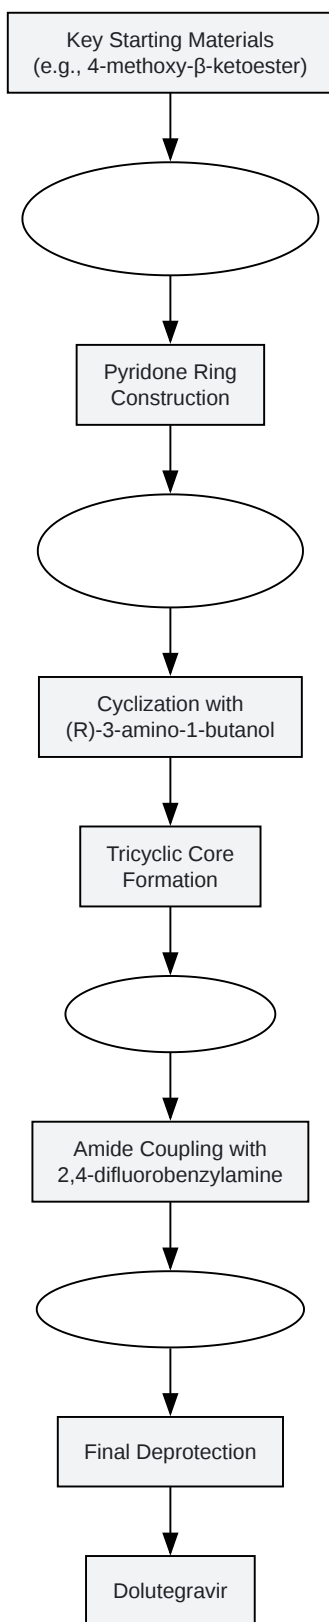 Key Starting Materials
(e.g., 4-methoxy-β-ketoester)
Pyridone Ring
Construction
Cyclization with
(R)-3-amino-1-butanol
Tricyclic Core
Formation
Amide Coupling with
2,4-difluorobenzylamine
Final Deprotection
Dolutegravir